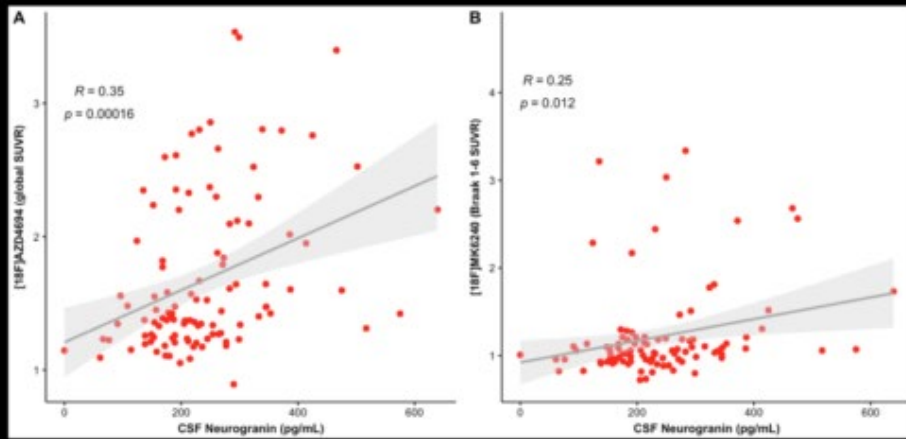 A
R = 0.35
p = 0.00016
[18F]AZD4694 (global SUVR)
3
2
1
0
200
400
600
CSF Neurogranin (pg/mL)
B
R = 0.25
p = 0.012
[18F]MK6240 (Braak 1-6 SUVR)
4
3
2
1
0
200
400
600
CSF Neurogranin (pg/mL)